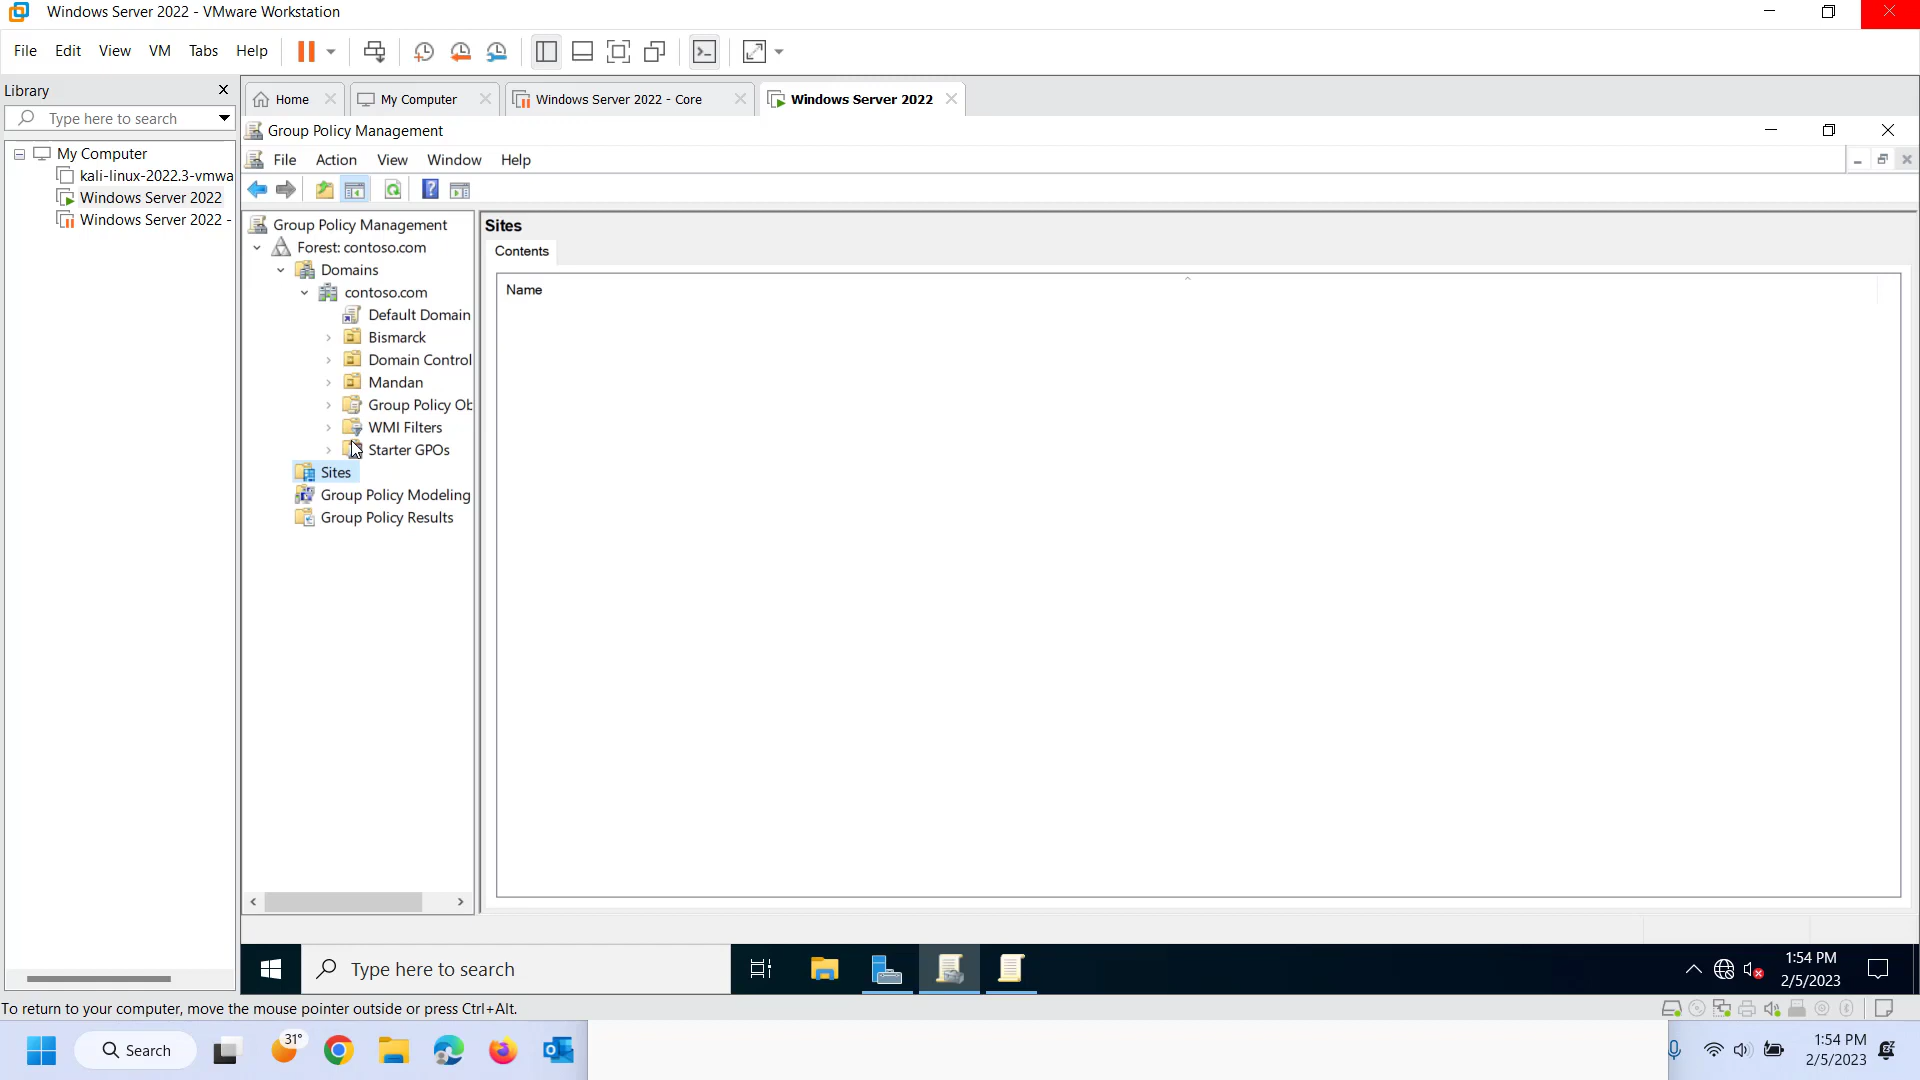 Windows Server 2022 - VMware Workstation
File Edit View VM Tabs Help
Library
Type here to search
My Computer
kali-linux-2022.3-vmwa
Windows Server 2022
Windows Server 2022 -
Home My Computer Windows Server 2022 - Core Windows Server 2022
Group Policy Management
File Action View Window Help
Group Policy Management
Forest: contoso.com
Domains
contoso.com
Default Domain
Bismarck
Domain Control
Mandan
Group Policy Ob
WMI Filters
Starter GPOs
Sites
Group Policy Modeling
Group Policy Results
Sites
Contents
Name
Type here to search
1:54 PM
2/5/2023
To return to your computer, move the mouse pointer outside or press Ctrl+Alt.
Search
31°
1:54 PM
2/5/2023